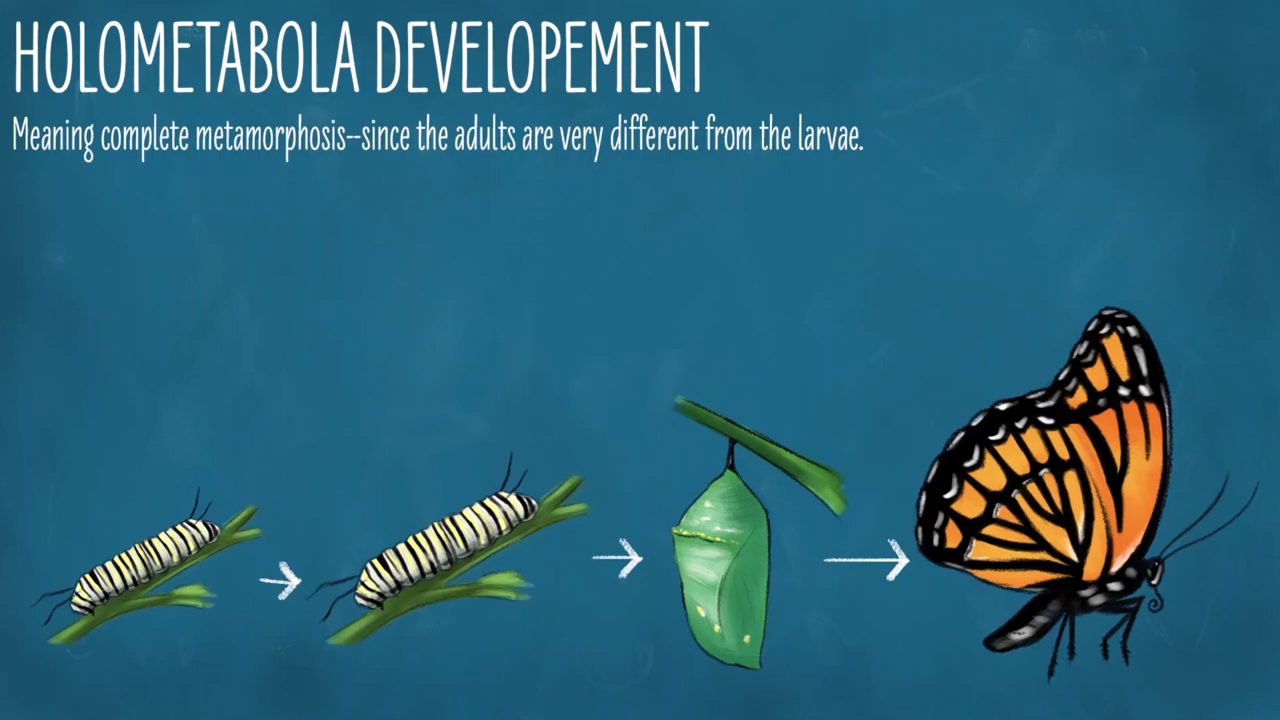 HOLOMETABOLA DEVELOPEMENT
Meaning complete metamorphosis--since the adults are very different from the larvae.